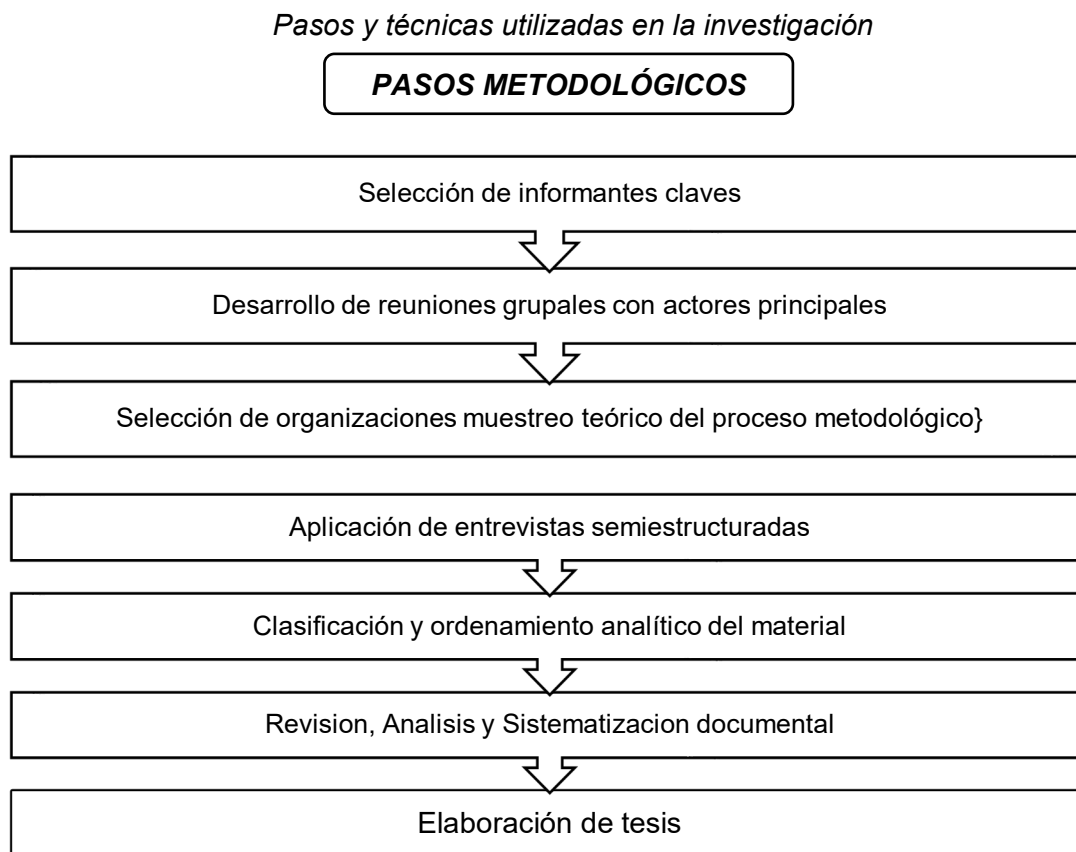 Pasos y técnicas utilizadas en la investigación
PASOS METODOLÓGICOS
Selección de informantes claves
Desarrollo de reuniones grupales con actores principales
Selección de organizaciones muestreo teórico del proceso metodológico}
Aplicación de entrevistas semiestructuradas
Clasificación y ordenamiento analítico del material
Revision, Analisis y Sistematizacion documental
Elaboración de tesis